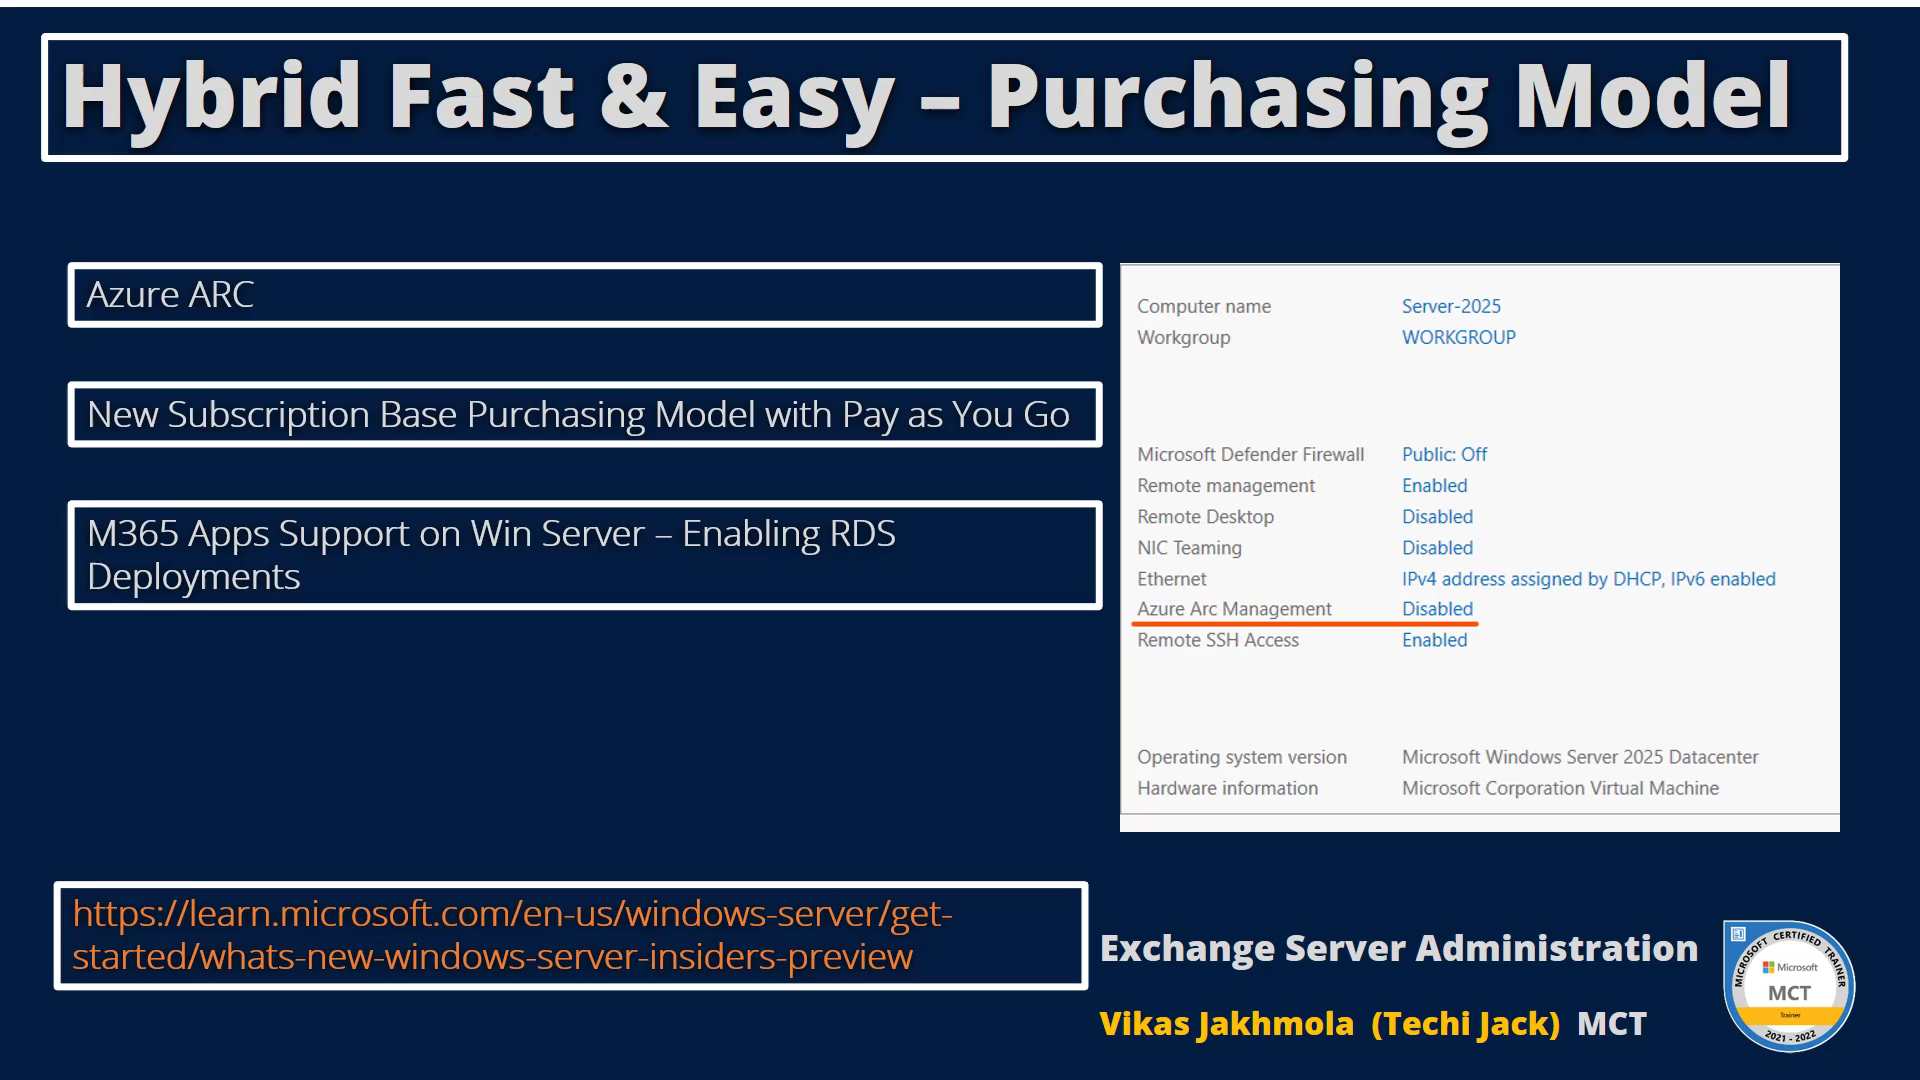 Hybrid Fast & Easy – Purchasing Model
Azure ARC
New Subscription Base Purchasing Model with Pay as You Go
M365 Apps Support on Win Server – Enabling RDS
Deployments
Computer name Server-2025
Workgroup WORKGROUP
Microsoft Defender Firewall Public: Off
Remote management Enabled
Remote Desktop Disabled
NIC Teaming Disabled
Ethernet IPv4 address assigned by DHCP, IPv6 enabled
Azure Arc Management Disabled
Remote SSH Access Enabled
Operating system version Microsoft Windows Server 2025 Datacenter
Hardware information Microsoft Corporation Virtual Machine
https://learn.microsoft.com/en-us/windows-server/get-
started/whats-new-windows-server-insiders-preview
Exchange Server Administration
Vikas Jakhmola (Techi Jack) MCT
MICROSOFT CERTIFIED TRAINER
Microsoft
MCT
Trainer
2021 - 2022